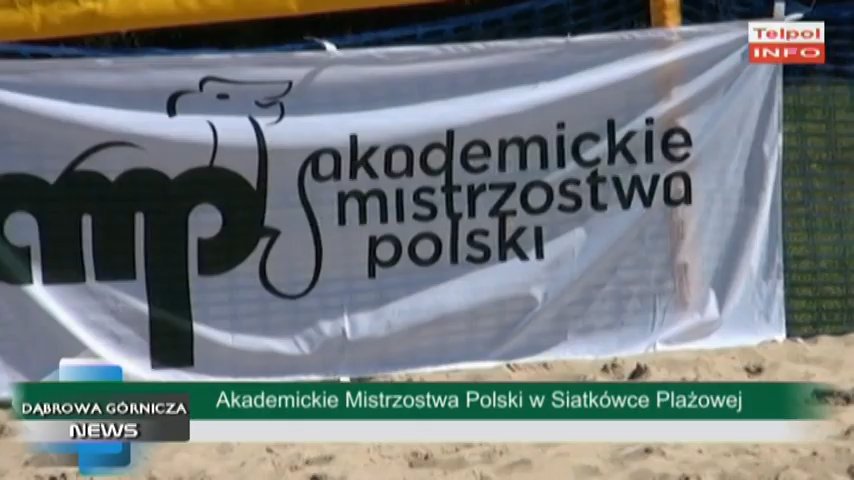 Telpol
INFO
amp
akademickie
mistrzostwa
polski
Akademickie Mistrzostwa Polski w Siatkówce Plażowej
DĄBROWA GÓRNICZA
NEWS